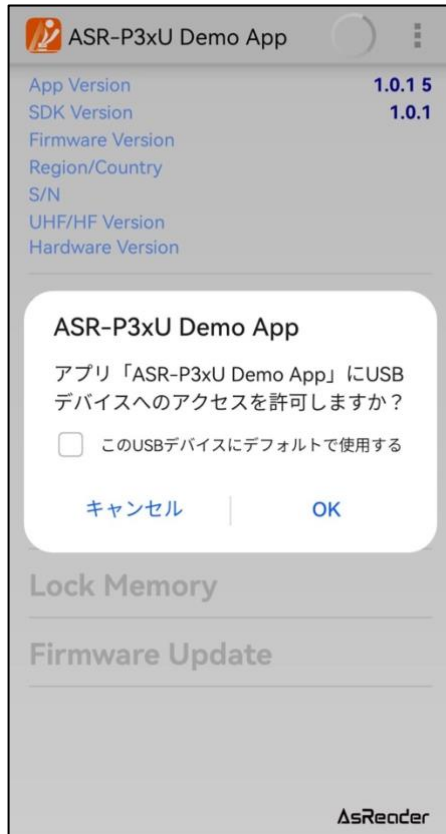 ASR-P3xU Demo App
App Version 1.0.1 5
SDK Version 1.0.1
Firmware Version
Region/Country
S/N
UHF/HF Version
Hardware Version
ASR-P3xU Demo App
アプリ「ASR-P3xU Demo App」にUSB
デバイスへのアクセスを許可しますか？
このUSBデバイスにデフォルトで使用する
キャンセル OK
Lock Memory
Firmware Update
AsReader